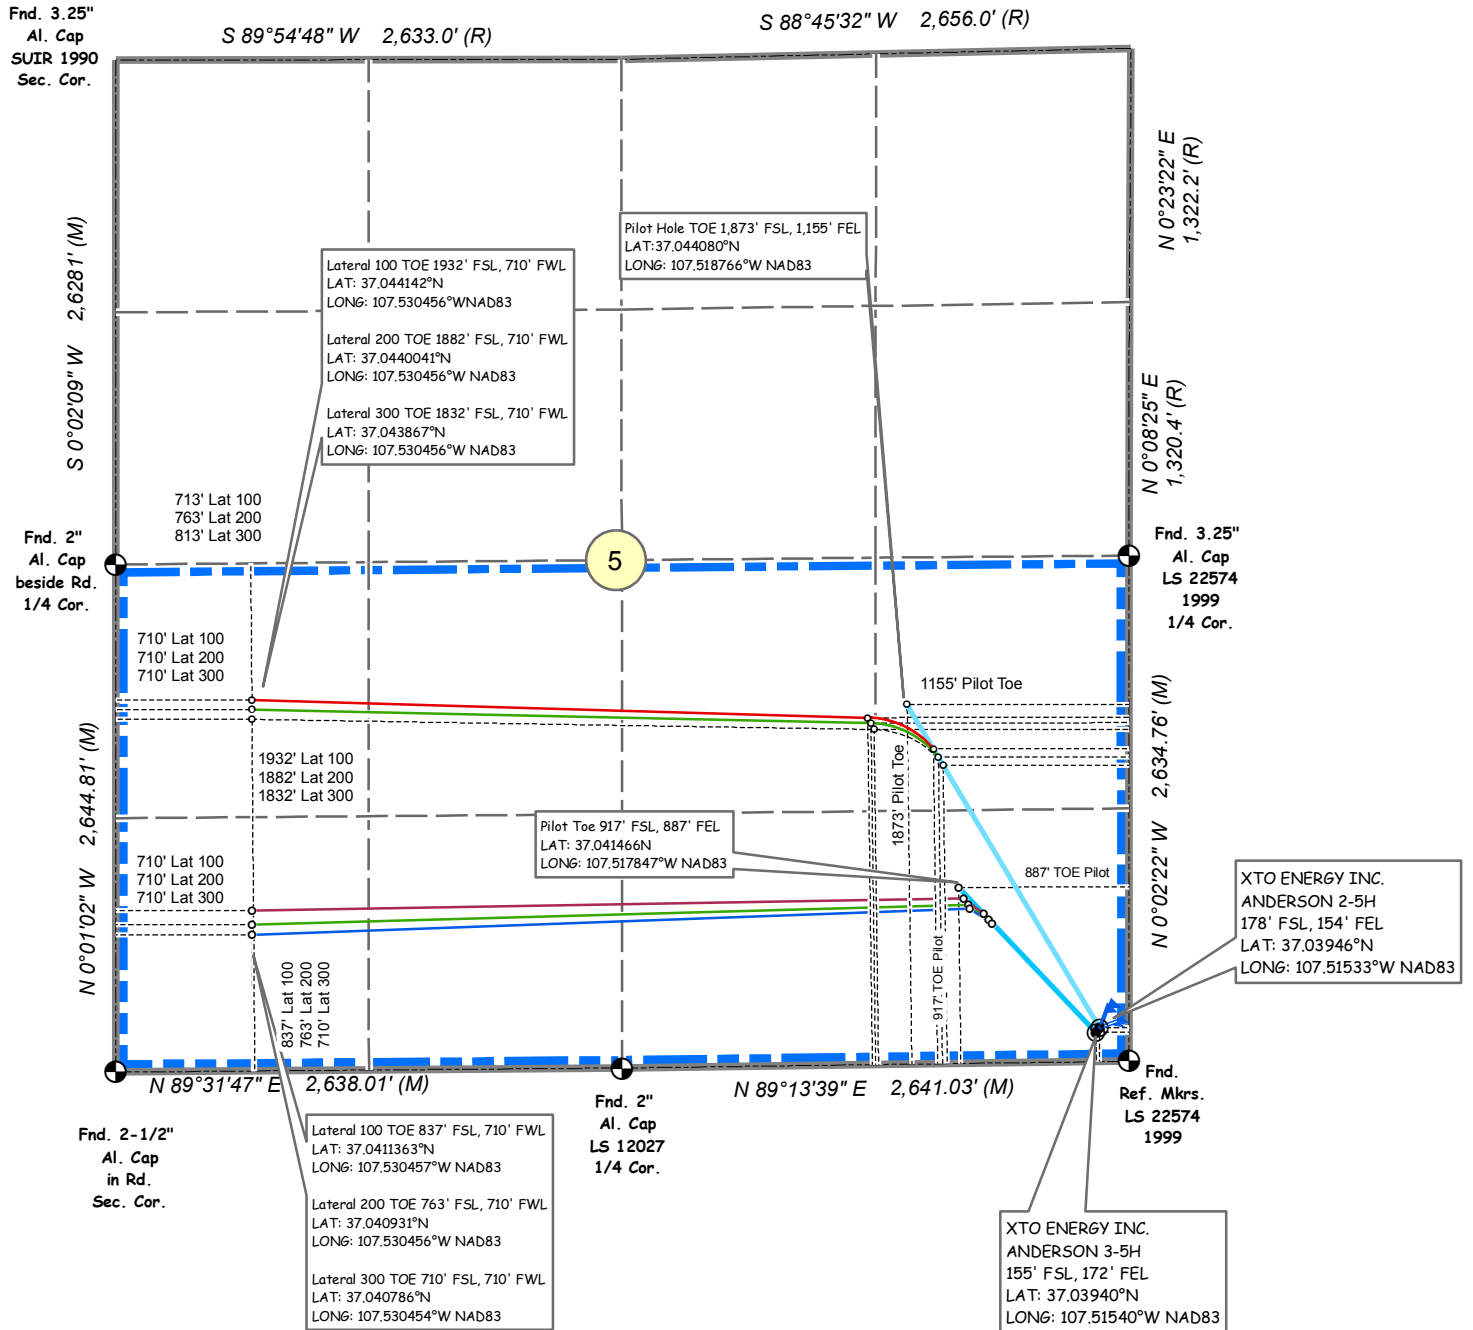 Fnd. 3.25"
Al. Cap
SUIR 1990
Sec. Cor.
S 89°54'48" W 2,633.0' (R)
S 88°45'32" W 2,656.0' (R)
N 0°23'22" E
1,322.2' (R)
S 0°02'09" W 2,6281' (M)
Pilot Hole TOE 1,873' FSL, 1,155' FEL
LAT:37.044080°N
LONG: 107.518766°W NAD83
Lateral 100 TOE 1932' FSL, 710' FWL
LAT: 37.044142°N
LONG: 107.530456°WNAD83
Lateral 200 TOE 1882' FSL, 710' FWL
LAT: 37.0440041°N
LONG: 107.530456°W NAD83
Lateral 300 TOE 1832' FSL, 710' FWL
LAT: 37.043867°N
LONG: 107.530456°W NAD83
N 0°08'25" E
1,320.4' (R)
713' Lat 100
763' Lat 200
813' Lat 300
Fnd. 2"
Al. Cap
beside Rd.
1/4 Cor.
5
Fnd. 3.25"
Al. Cap
LS 22574
1999
1/4 Cor.
710' Lat 100
710' Lat 200
710' Lat 300
1155' Pilot Toe
N 0°01'02" W 2,644.81' (M)
1932' Lat 100
1882' Lat 200
1832' Lat 300
1873' Pilot Toe
N 0°02'22" W 2,634.76' (M)
Pilot Toe 917' FSL, 887' FEL
LAT: 37.041466N
LONG: 107.517847°W NAD83
710' Lat 100
710' Lat 200
710' Lat 300
887' TOE Pilot
917' TOE Pilot
XTO ENERGY INC.
ANDERSON 2-5H
178' FSL, 154' FEL
LAT: 37.03946°N
LONG: 107.51533°W NAD83
837' Lat 100
763' Lat 200
710' Lat 300
N 89°31'47" E 2,638.01' (M)
N 89°13'39" E 2,641.03' (M)
Fnd.
Ref. Mkrs.
LS 22574
1999
Fnd. 2-1/2"
Al. Cap
in Rd.
Sec. Cor.
Fnd. 2"
Al. Cap
LS 12027
1/4 Cor.
Lateral 100 TOE 837' FSL, 710' FWL
LAT: 37.0411363°N
LONG: 107.530457°W NAD83
Lateral 200 TOE 763' FSL, 710' FWL
LAT: 37.040931°N
LONG: 107.530456°W NAD83
Lateral 300 TOE 710' FSL, 710' FWL
LAT: 37.040786°N
LONG: 107.530454°W NAD83
XTO ENERGY INC.
ANDERSON 3-5H
155' FSL, 172' FEL
LAT: 37.03940°N
LONG: 107.51540°W NAD83